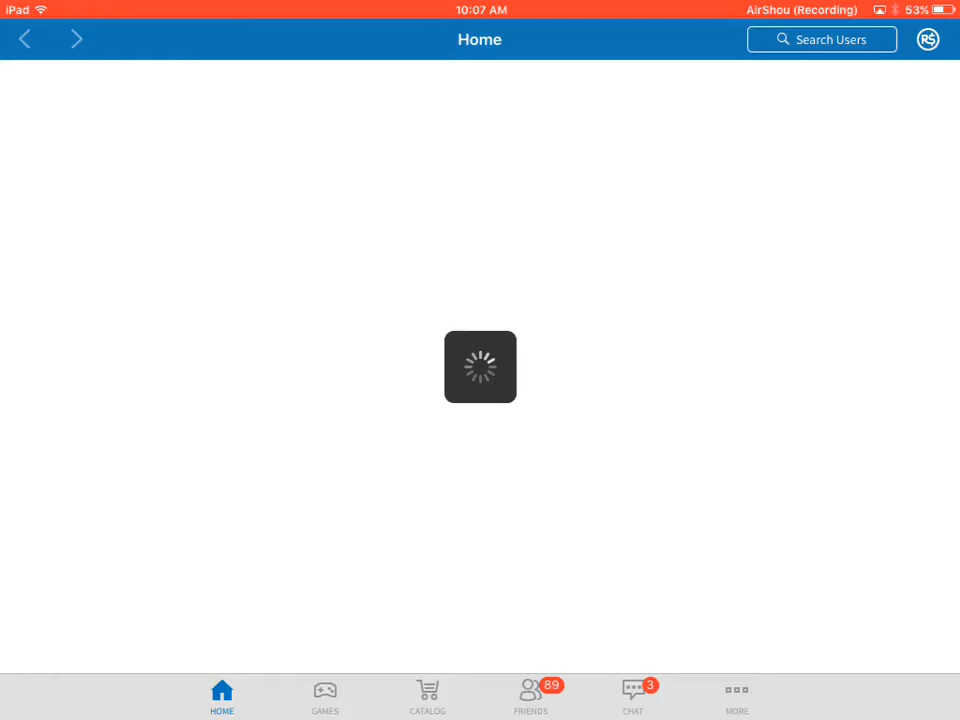 iPad 10:07 AM AirShou (Recording) 53%
Home Search Users R$
89 3
HOME GAMES CATALOG FRIENDS CHAT MORE